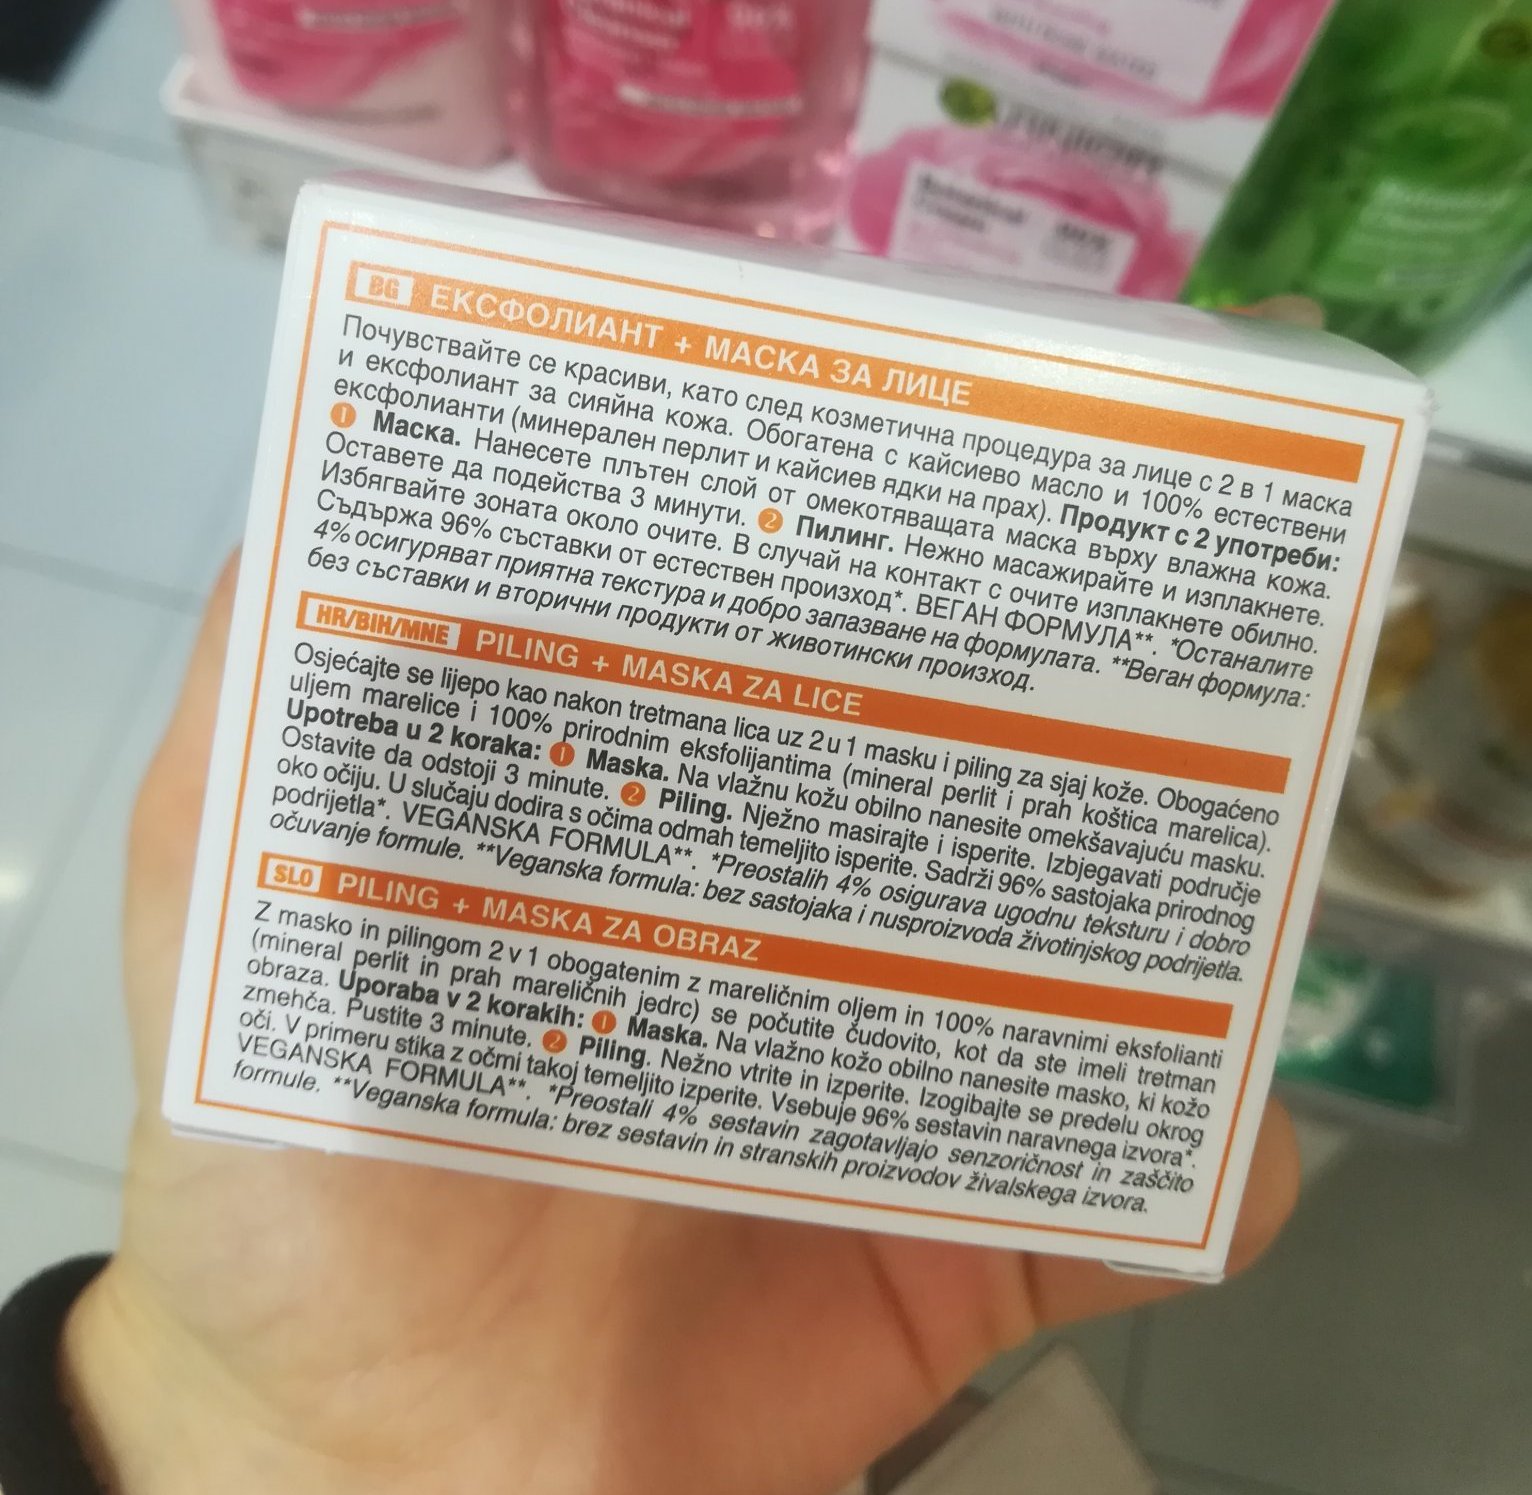 BG ЕКСФОЛИАНТ + МАСКА ЗА ЛИЦЕ
Почувствайте се красиви, като след козметична процедура за лице с 2 в 1 маска
и ексфолиант за сияйна кожа. Обогатена с кайсиево масло и 100% естествени
ексфолианти (минерален перлит и кайсиев ядки на прах). Продукт с 2 употреби:
1 Маска. Нанесете плътен слой от омекотяващата маска върху влажна кожа.
Оставете да подейства 3 минути. 2 Пилинг. Нежно масажирайте и изплакнете.
Избягвайте зоната около очите. В случай на контакт с очите изплакнете обилно.
Съдържа 96% съставки от естествен произход*. ВЕГАН ФОРМУЛА**. *Останалите
4% осигуряват приятна текстура и добро запазване на формулата. **Веган формула:
без съставки и вторични продукти от животински произход.
HR/BIH/MNE PILING + MASKA ZA LICE
Osjećajte se lijepo kao nakon tretmana lica uz 2 u 1 masku i piling za sjaj kože. Obogaćeno
uljem marelice i 100% prirodnim eksfolijantima (mineral perlit i prah koštica marelica).
Upotreba u 2 koraka: 1 Maska. Na vlažnu kožu obilno nanesite omekšavajuću masku.
Ostavite da odstoji 3 minute. 2 Piling. Nježno masirajte i isperite. Izbjegavati područje
oko očiju. U slučaju dodira s očima odmah temeljito isperite. Sadrži 96% sastojaka prirodnog
podrijetla*. VEGANSKA FORMULA**. *Preostalih 4% osigurava ugodnu teksturu i dobro
očuvanje formule. **Veganska formula: bez sastojaka i nusproizvoda životinjskog podrijetla.
SLO PILING + MASKA ZA OBRAZ
Z masko in pilingom 2 v 1 obogatenim z mareličnim oljem in 100% naravnimi eksfolianti
(mineral perlit in prah mareličnih jedrc) se počutite čudovito, kot da ste imeli tretman
obraza. Uporaba v 2 korakih: 1 Maska. Na vlažno kožo obilno nanesite masko, ki kožo
zmehča. Pustite 3 minute. 2 Piling. Nežno vtrite in izperite. Izogibajte se predelu okrog
oči. V primeru stika z očmi takoj temeljito izperite. Vsebuje 96% sestavin naravnega izvora*.
VEGANSKA FORMULA**. *Preostali 4% sestavin zagotavljajo senzoričnost in zaščito
formule. **Veganska formula: brez sestavin in stranskih proizvodov živalskega izvora.